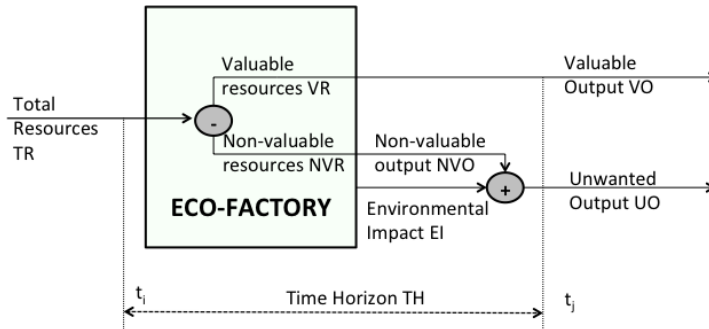 Total
Resources
TR
-
Valuable
resources VR
Non-valuable
resources NVR
ECO-FACTORY
Non-valuable
output NVO
Environmental
Impact EI
+
Valuable
Output VO
Unwanted
Output UO
ti
Time Horizon TH
tj